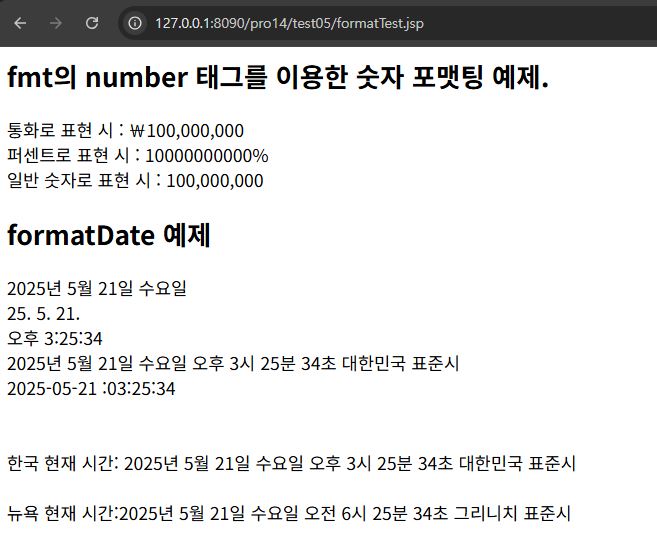 127.0.0.1:8090/pro14/test05/formatTest.jsp
fmt의 number 태그를 이용한 숫자 포맷팅 예제.
통화로 표현 시 : ₩100,000,000
퍼센트로 표현 시 : 10000000000%
일반 숫자로 표현 시 : 100,000,000
formatDate 예제
2025년 5월 21일 수요일
25. 5. 21.
오후 3:25:34
2025년 5월 21일 수요일 오후 3시 25분 34초 대한민국 표준시
2025-05-21 :03:25:34
한국 현재 시간: 2025년 5월 21일 수요일 오후 3시 25분 34초 대한민국 표준시
뉴욕 현재 시간:2025년 5월 21일 수요일 오전 6시 25분 34초 그리니치 표준시